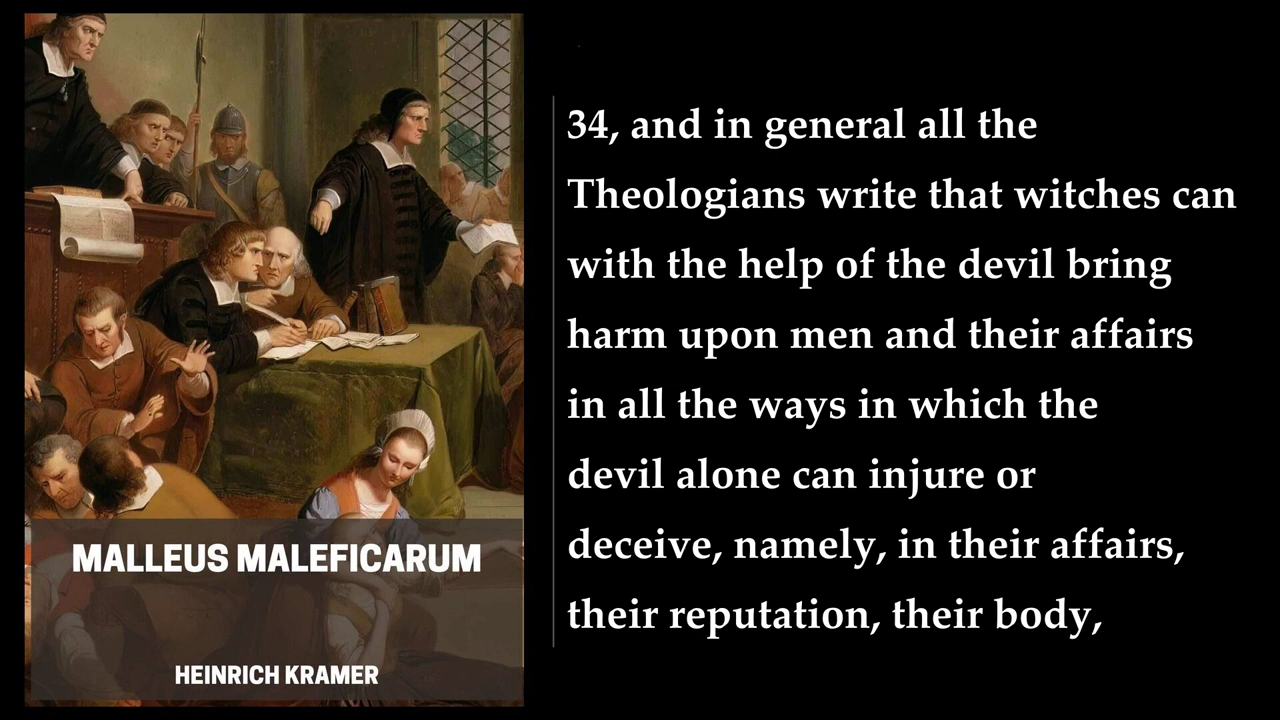 MALLEUS MALEFICARUM
HEINRICH KRAMER
34, and in general all the
Theologians write that witches can
with the help of the devil bring
harm upon men and their affairs
in all the ways in which the
devil alone can injure or
deceive, namely, in their affairs,
their reputation, their body,